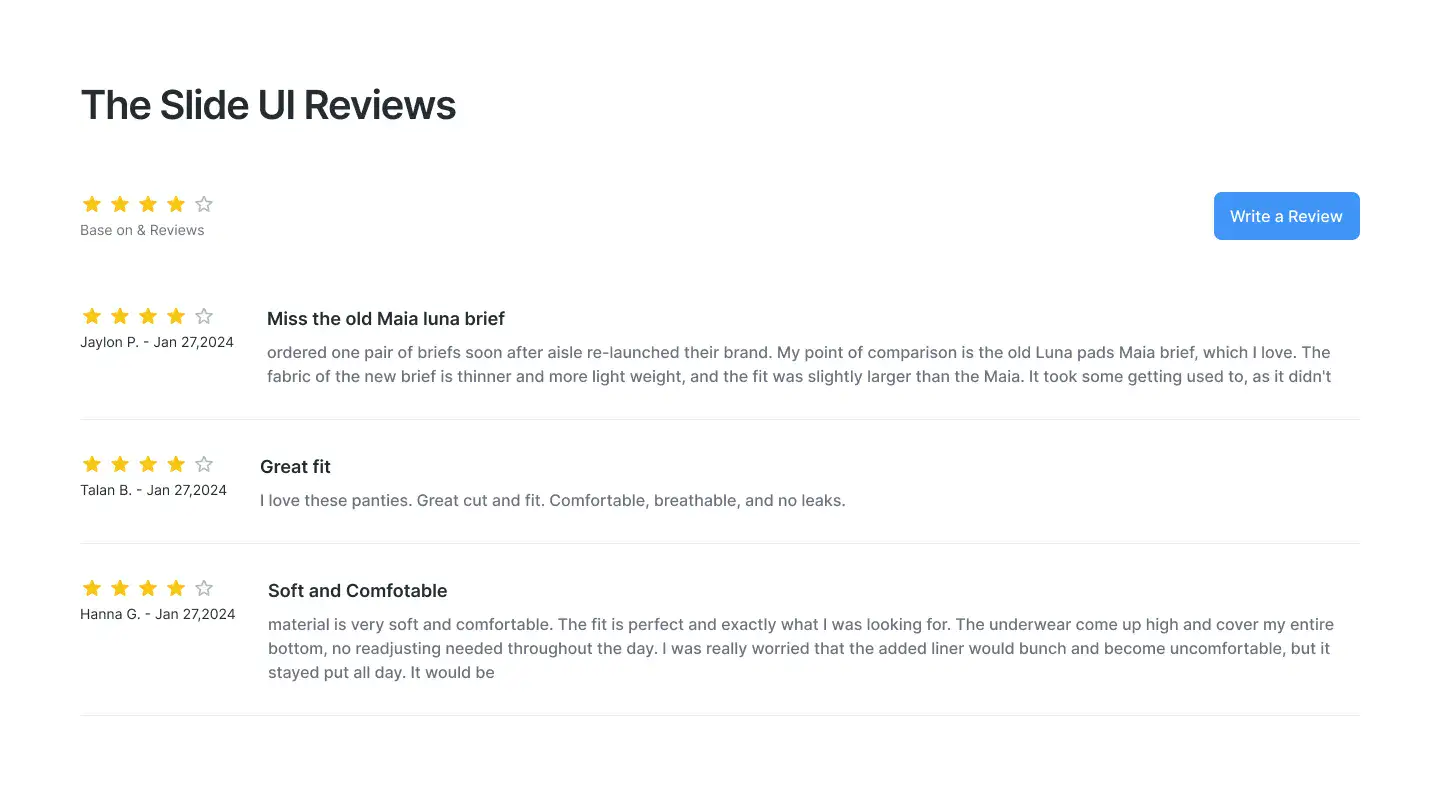 The Slide UI Reviews
Base on & Reviews
Write a Review
Jaylon P. - Jan 27,2024
Miss the old Maia luna brief
ordered one pair of briefs soon after aisle re-launched their brand. My point of comparison is the old Luna pads Maia brief, which I love. The
fabric of the new brief is thinner and more light weight, and the fit was slightly larger than the Maia. It took some getting used to, as it didn't
Talan B. - Jan 27,2024
Great fit
I love these panties. Great cut and fit. Comfortable, breathable, and no leaks.
Hanna G. - Jan 27,2024
Soft and Comfotable
material is very soft and comfortable. The fit is perfect and exactly what I was looking for. The underwear come up high and cover my entire
bottom, no readjusting needed throughout the day. I was really worried that the added liner would bunch and become uncomfortable, but it
stayed put all day. It would be